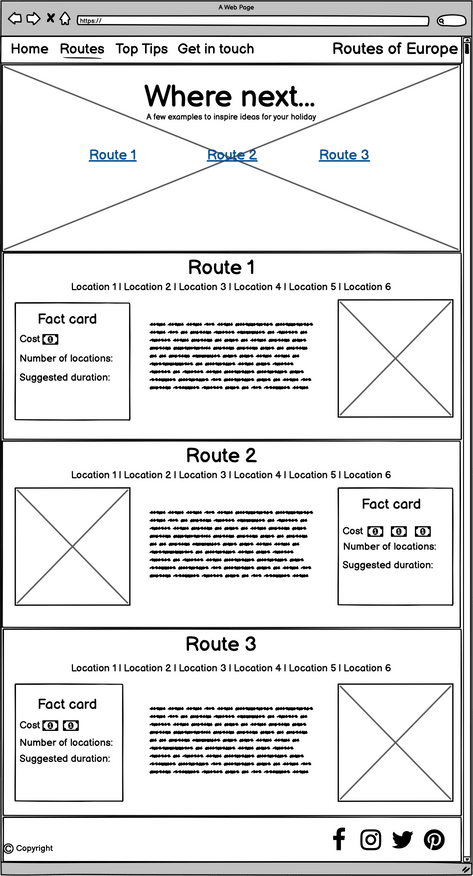 A Web Page
https://
Home Routes Top Tips Get in touch Routes of Europe
Where next...
A few examples to inspire ideas for your holiday
Route 1 Route 2 Route 3
Route 1
Location 1 | Location 2 | Location 3 | Location 4 | Location 5 | Location 6
Fact card
Cost
Number of locations:
Suggested duration:
Route 2
Location 1 | Location 2 | Location 3 | Location 4 | Location 5 | Location 6
Fact card
Cost
Number of locations:
Suggested duration:
Route 3
Location 1 | Location 2 | Location 3 | Location 4 | Location 5 | Location 6
Fact card
Cost
Number of locations:
Suggested duration:
© Copyright